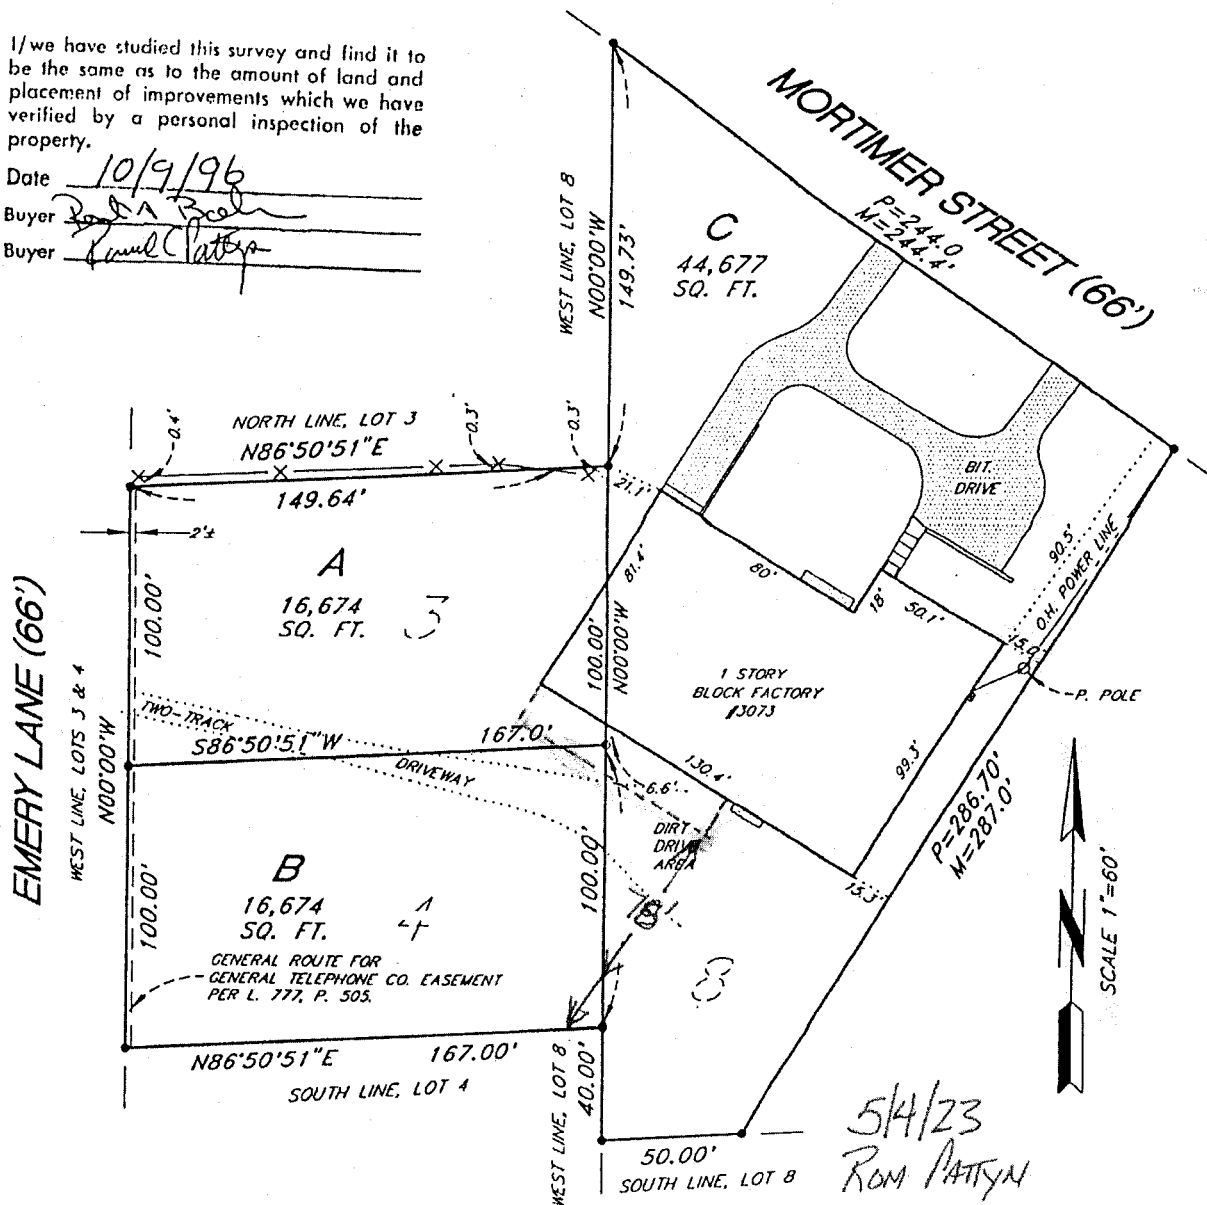 I/we have studied this survey and find it to
be the same as to the amount of land and
placement of improvements which we have
verified by a personal inspection of the
property.
Date 10/9/96
Buyer
Buyer
MORTIMER STREET (66')
P=244.0
M=244.4'
C
44,677
SQ. FT.
WEST LINE, LOT 8
N00°00'00"W
149.73'
NORTH LINE, LOT 3
N86°50'51"E
0.4'
0.3'
0.3'
149.64'
2'±
21.1'
BIT.
DRIVE
90.5'
O.H. POWER LINE
A
16,674
SQ. FT.
3
81.4'
80'
18'
50.1'
15.0'
EMERY LANE (66')
WEST LINE, LOTS 3 & 4
N00°00'00"W
100.00'
100.00'
N00°00'00"W
1 STORY
BLOCK FACTORY
#3073
P. POLE
TWO-TRACK
S86°50'51"W
167.0'
DRIVEWAY
130.4'
99.3'
6.6'
DIRT
DRIVE
AREA
P=286.70'
M=287.0'
B
16,674
SQ. FT.
4
100.00'
100.00'
78'
15.3'
8
GENERAL ROUTE FOR
GENERAL TELEPHONE CO. EASEMENT
PER L. 777, P. 505.
N
SCALE 1"=60'
N86°50'51"E
167.00'
SOUTH LINE, LOT 4
WEST LINE, LOT 8
40.00'
50.00'
SOUTH LINE, LOT 8
5/4/23
RON PATTYN